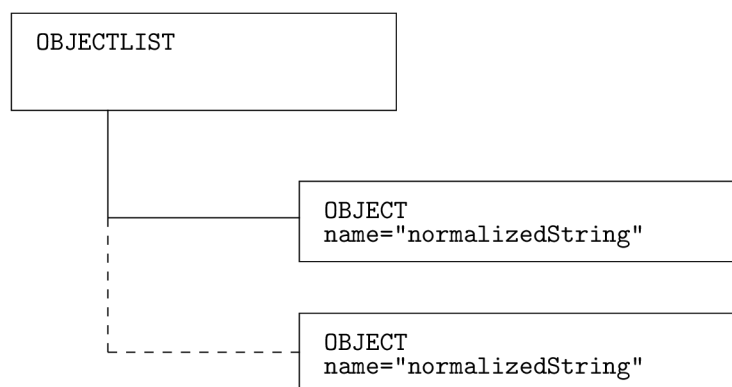 OBJECTLIST
OBJECT
name="normalizedString"
OBJECT
name="normalizedString"